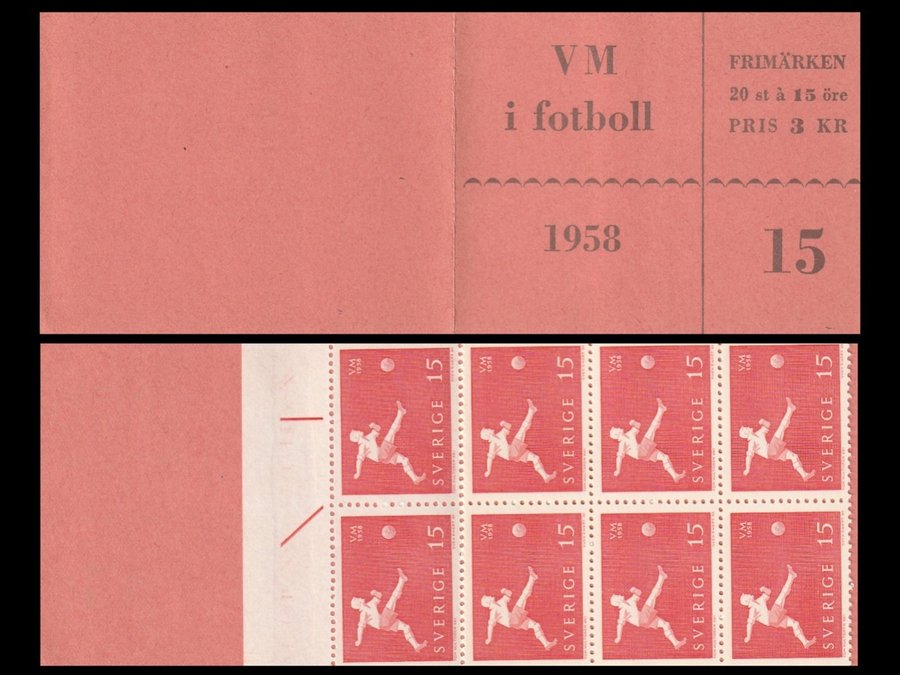 VM
i fotboll
1958
FRIMÄRKEN
20 st à 15 öre
PRIS 3 KR
15
VM
1958
15
SVERIGE
VM
1958
15
SVERIGE
VM
1958
15
SVERIGE
VM
1958
15
SVERIGE
VM
1958
15
SVERIGE
VM
1958
15
SVERIGE
VM
1958
15
SVERIGE
VM
1958
15
SVERIGE